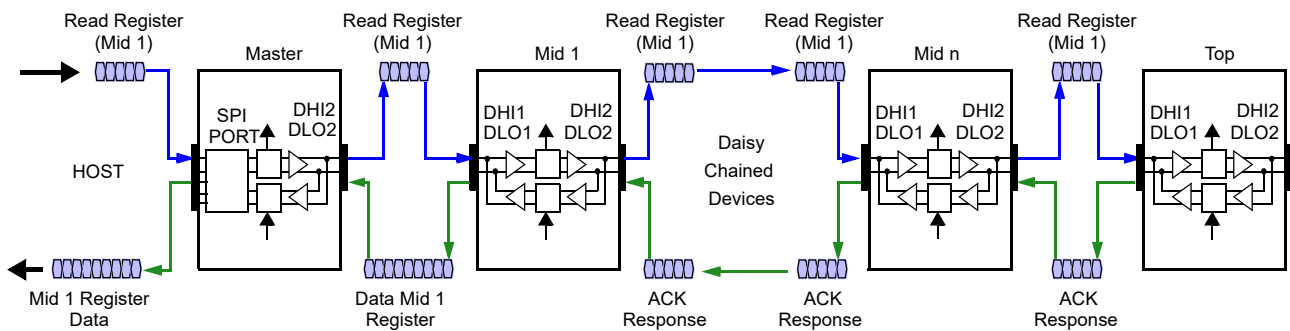 Read Register
(Mid 1)
Read Register
(Mid 1)
Read Register
(Mid 1)
Read Register
(Mid 1)
Read Register
(Mid 1)
Master
Mid 1
Mid n
Top
SPI
PORT
DHI2
DLO2
DHI1
DLO1
DHI2
DLO2
DHI1
DLO1
DHI2
DLO2
DHI1
DLO1
DHI2
DLO2
HOST
Daisy
Chained
Devices
Mid 1 Register
Data
Data Mid 1
Register
ACK
Response
ACK
Response
ACK
Response